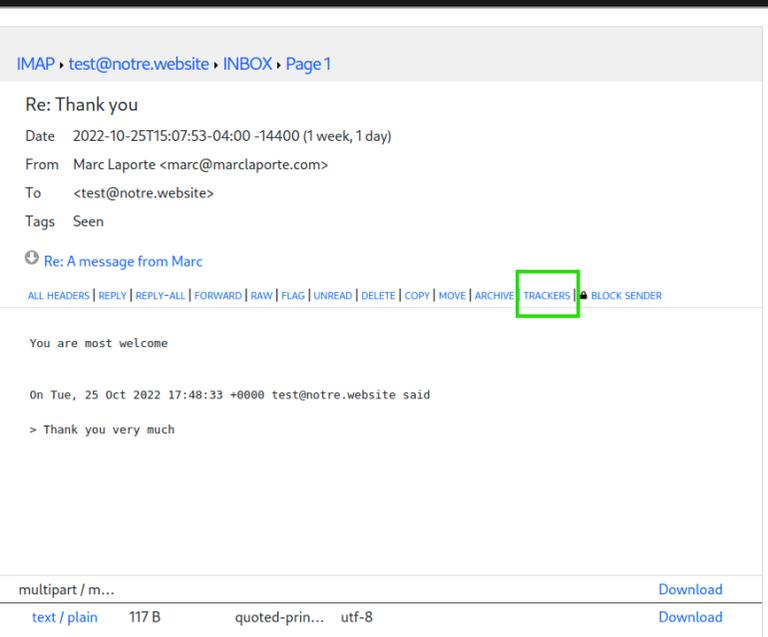 IMAP › test@notre.website › INBOX › Page 1
Re: Thank you
Date 2022-10-25T15:07:53-04:00 -14400 (1 week, 1 day)
From Marc Laporte <marc@marclaporte.com>
To <test@notre.website>
Tags Seen
Re: A message from Marc
ALL HEADERS | REPLY | REPLY-ALL | FORWARD | RAW | FLAG | UNREAD | DELETE | COPY | MOVE | ARCHIVE | TRACKERS | BLOCK SENDER
You are most welcome
On Tue, 25 Oct 2022 17:48:33 +0000 test@notre.website said
> Thank you very much
multipart / m... Download
text / plain 117 B quoted-prin... utf-8 Download